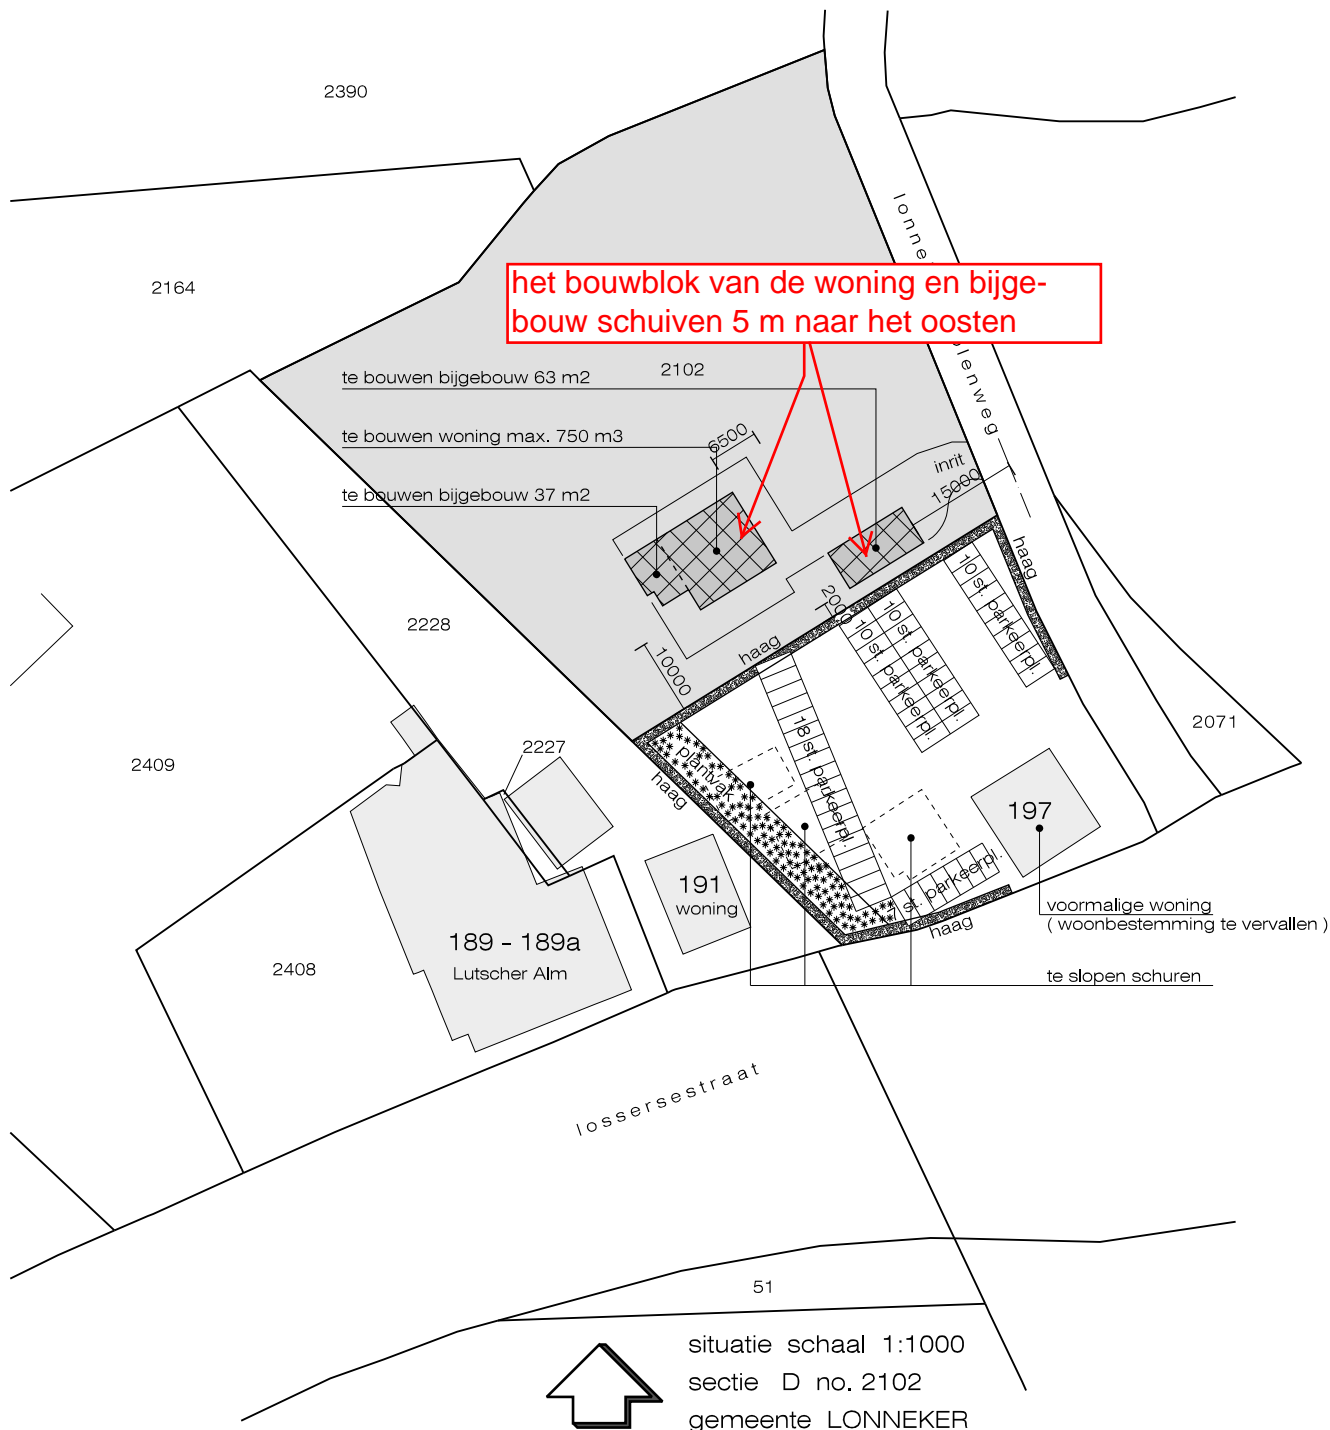 2390
2164
lonne
het bouwblok van de woning en bijge-
bouw schuiven 5 m naar het oosten
olenweg
2102
te bouwen bijgebouw 63 m2
te bouwen woning max. 750 m3
te bouwen bijgebouw 37 m2
6500
inrit
15000
haag
2000
haag
10000
10 st. parkeerpl.
10 st. parkeerpl.
10 st. parkeerpl.
18 st. parkeerpl.
2228
2409
2227
2071
plantvak
haag
197
191
woning
st. parkeerpl.
haag
voormalige woning
( woonbestemming te vervallen )
189 - 189a
Lutscher Alm
2408
te slopen schuren
lossersestraat
51
situatie schaal 1:1000
sectie D no. 2102
gemeente LONNEKER